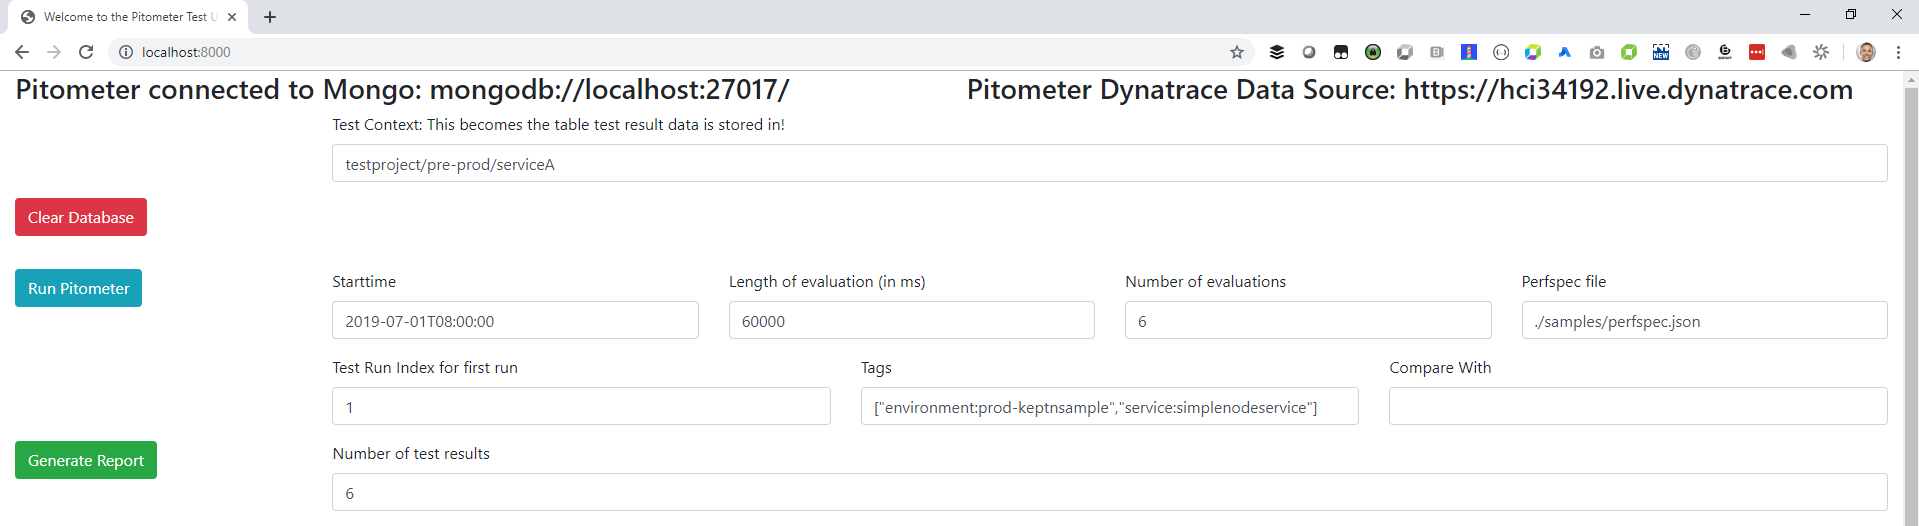 Welcome to the Pitometer Test U
localhost:8000
Pitometer connected to Mongo: mongodb://localhost:27017/
Pitometer Dynatrace Data Source: https://hci34192.live.dynatrace.com
Test Context: This becomes the table test result data is stored in!
testproject/pre-prod/serviceA
Clear Database
Run Pitometer
Starttime
Length of evaluation (in ms)
Number of evaluations
Perfspec file
2019-07-01T08:00:00
60000
6
./samples/perfspec.json
Test Run Index for first run
Tags
Compare With
1
["environment:prod-keptnsample","service:simplenodeservice"]
Generate Report
Number of test results
6